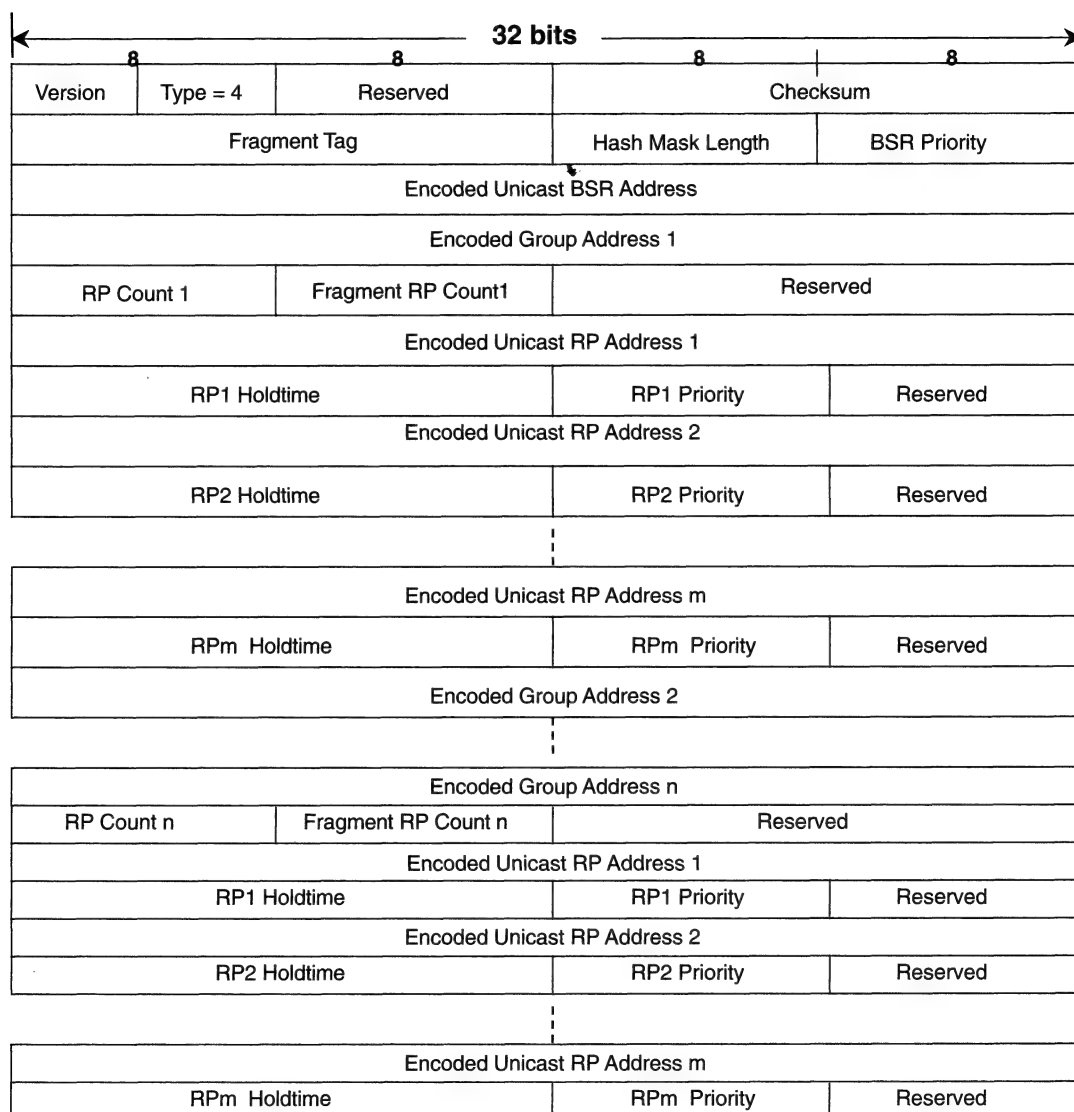 32 bits
8 8 8 8
Version Type = 4 Reserved Checksum
Fragment Tag Hash Mask Length BSR Priority
Encoded Unicast BSR Address
Encoded Group Address 1
RP Count 1 Fragment RP Count1 Reserved
Encoded Unicast RP Address 1
RP1 Holdtime RP1 Priority Reserved
Encoded Unicast RP Address 2
RP2 Holdtime RP2 Priority Reserved
Encoded Unicast RP Address m
RPm Holdtime RPm Priority Reserved
Encoded Group Address 2
Encoded Group Address n
RP Count n Fragment RP Count n Reserved
Encoded Unicast RP Address 1
RP1 Holdtime RP1 Priority Reserved
Encoded Unicast RP Address 2
RP2 Holdtime RP2 Priority Reserved
Encoded Unicast RP Address m
RPm Holdtime RPm Priority Reserved